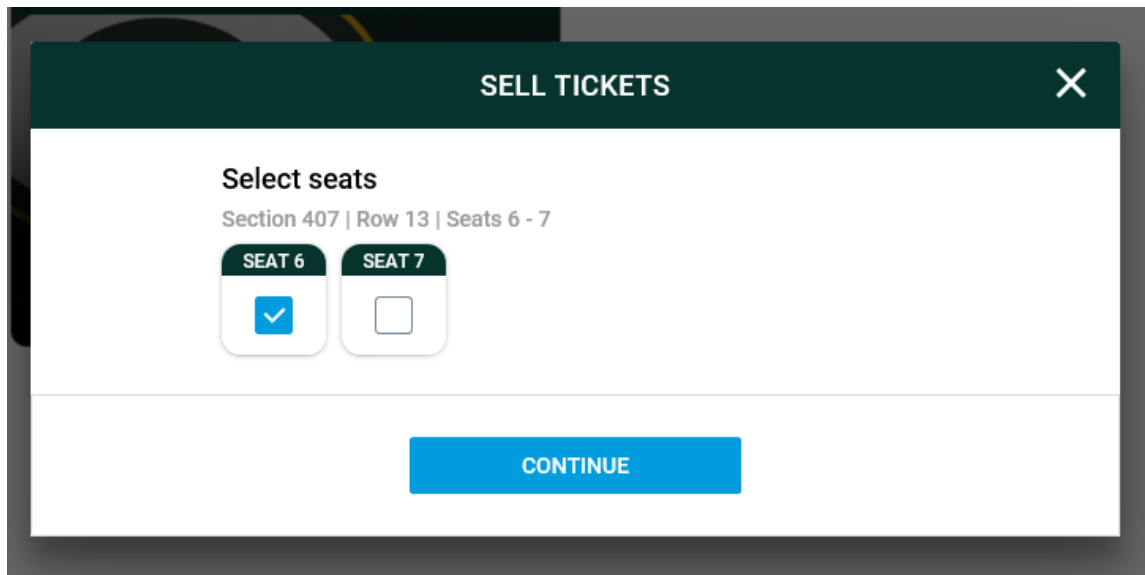 SELL TICKETS
Select seats
Section 407 | Row 13 | Seats 6 - 7
SEAT 6 SEAT 7
CONTINUE